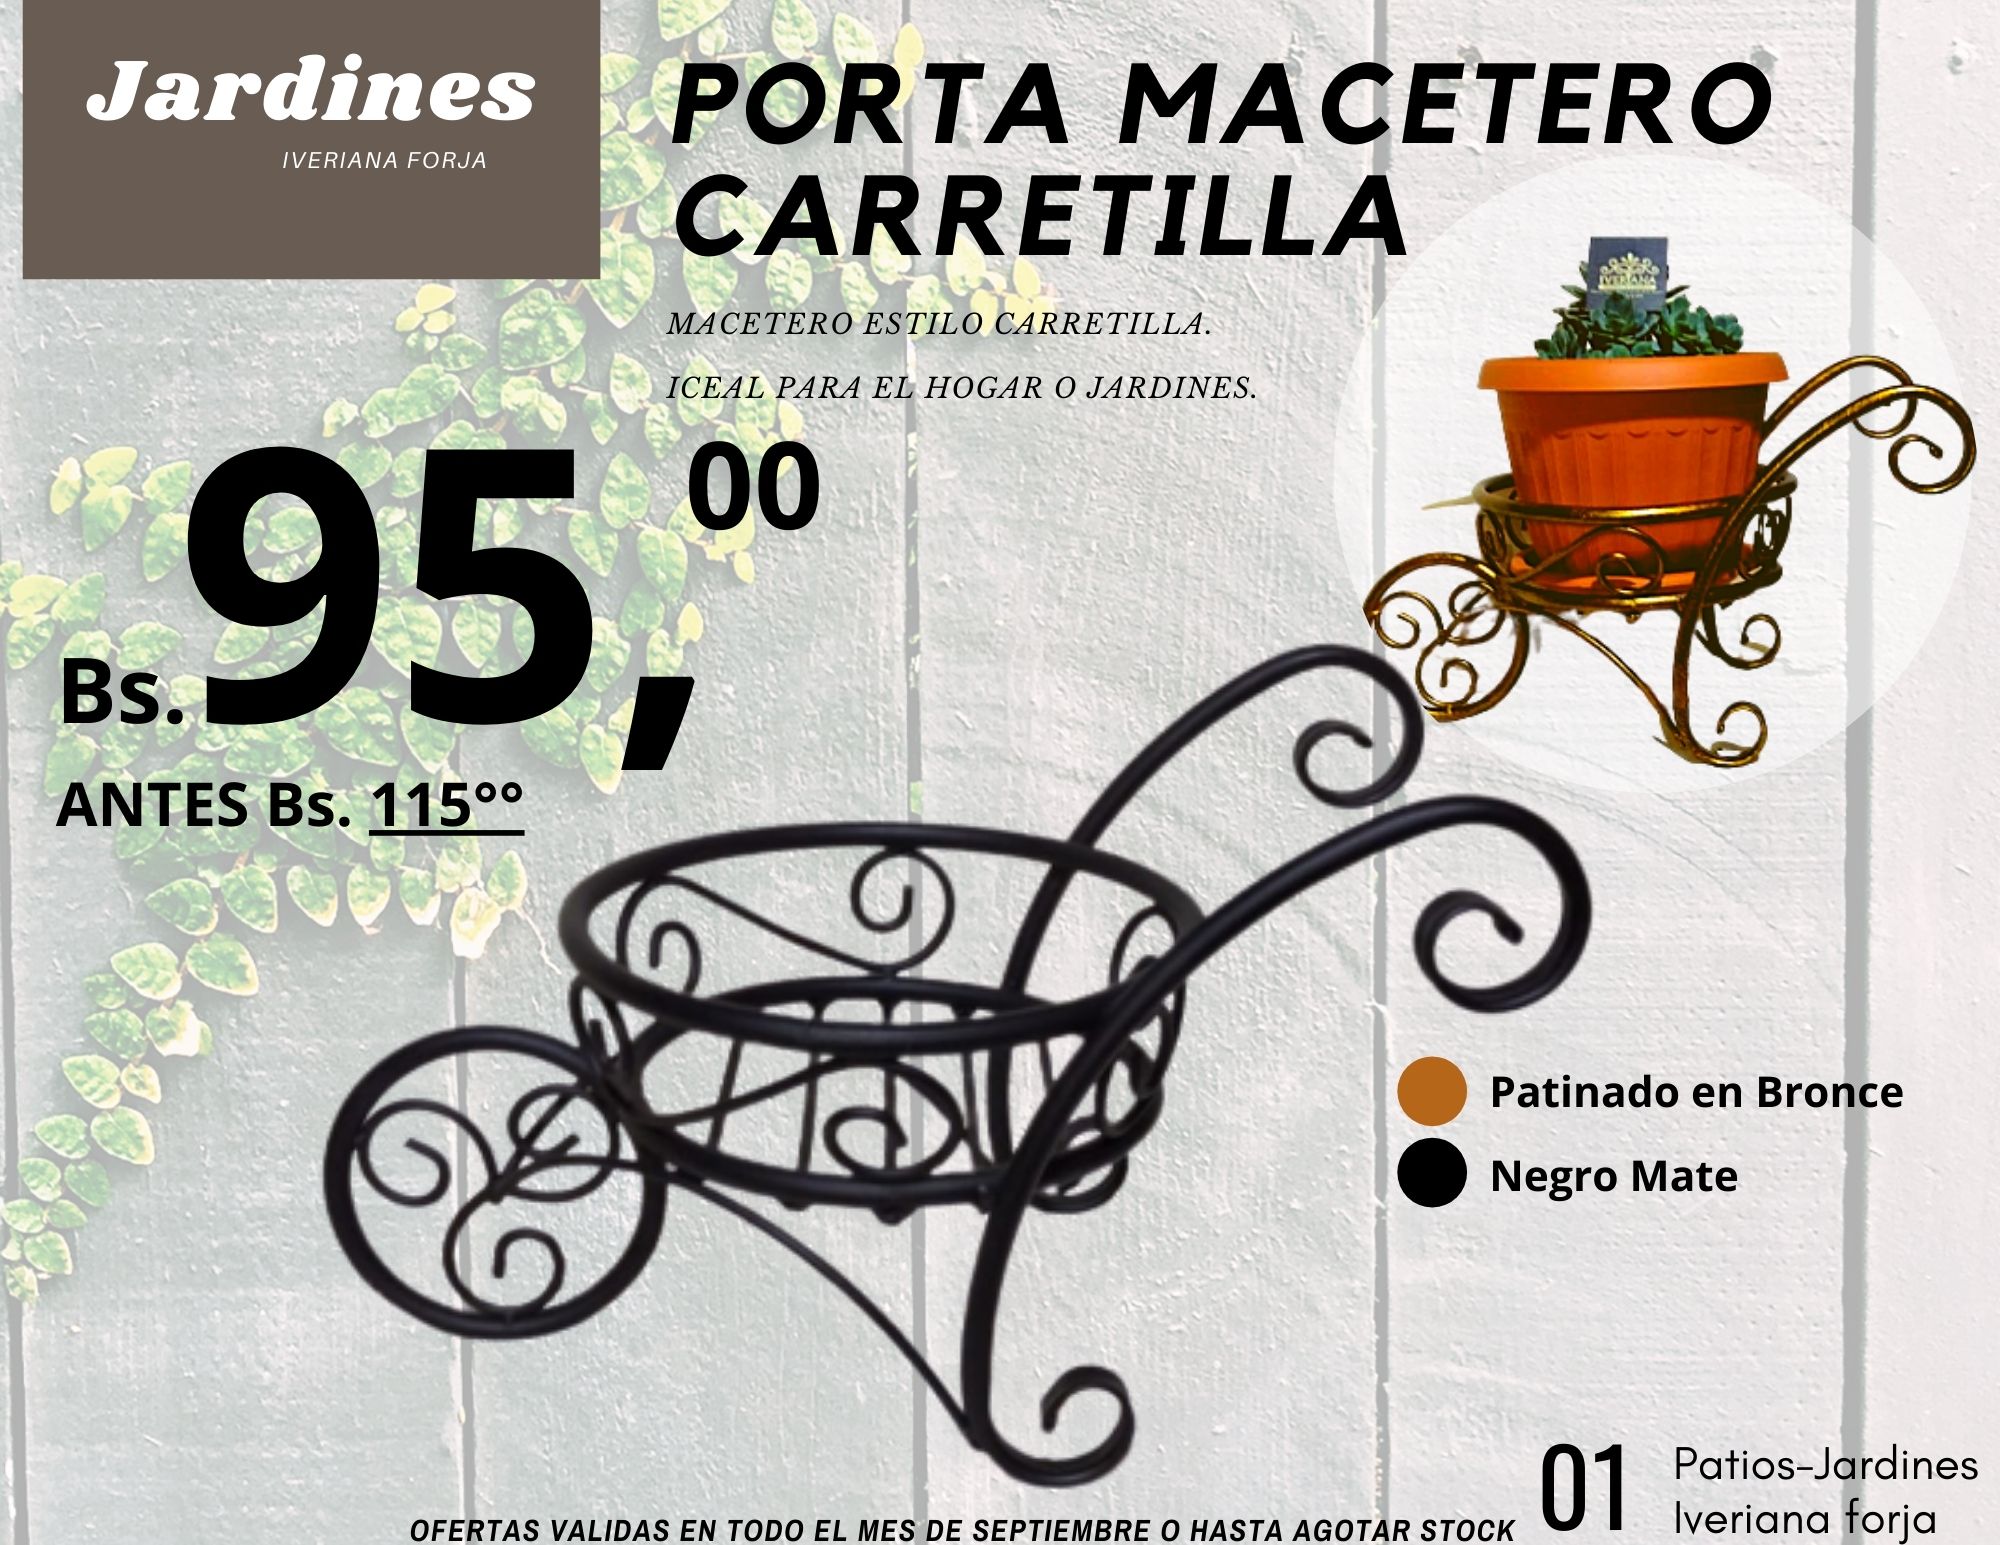 Jardines
IVERIANA FORJA
PORTA MACETERO
CARRETILLA
MACETERO ESTILO CARRETILLA.
ICEAL PARA EL HOGAR O JARDINES.
IVERIANA
Bs. 95,00
ANTES Bs. 115°°
Patinado en Bronce
Negro Mate
OFERTAS VALIDAS EN TODO EL MES DE SEPTIEMBRE O HASTA AGOTAR STOCK
01
Patios-Jardines
Iveriana forja